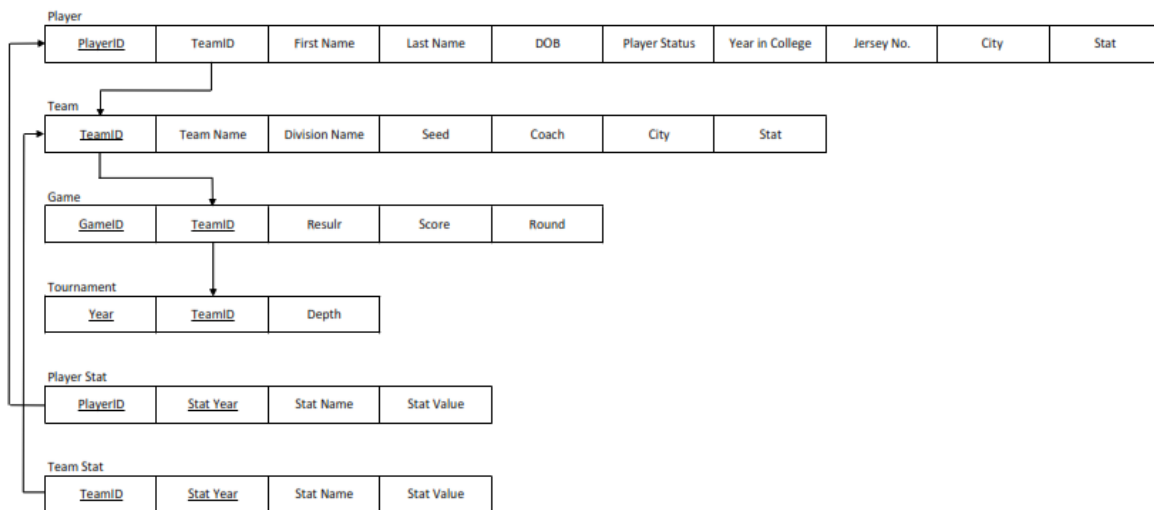 Player
PlayerID TeamID First Name Last Name DOB Player Status Year in College Jersey No. City Stat
Team
TeamID Team Name Division Name Seed Coach City Stat
Game
GameID TeamID Resulr Score Round
Tournament
Year TeamID Depth
Player Stat
PlayerID Stat Year Stat Name Stat Value
Team Stat
TeamID Stat Year Stat Name Stat Value